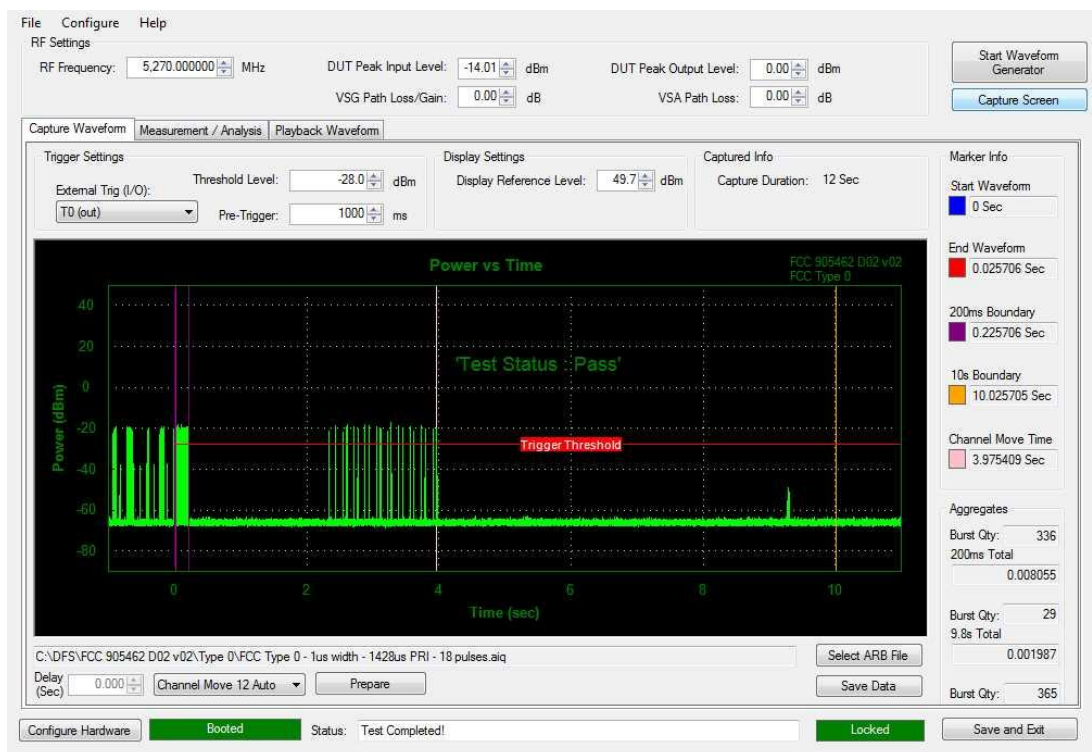 File Configure Help
RF Settings
RF Frequency: 5,270.000000 MHz DUT Peak Input Level: -14.01 dBm DUT Peak Output Level: 0.00 dBm
VSG Path Loss/Gain: 0.00 dB VSA Path Loss: 0.00 dB
Start Waveform
Generator
Capture Screen
Capture Waveform Measurement / Analysis Playback Waveform
Trigger Settings
External Trig (I/O):
T0 (out)
Threshold Level: -28.0 dBm
Pre-Trigger: 1000 ms
Display Settings
Display Reference Level: 49.7 dBm
Captured Info
Capture Duration: 12 Sec
Power vs Time
FCC 905462 D02 v02
FCC Type 0
'Test Status :: Pass'
Trigger Threshold
Power (dBm)
40
20
0
-20
-40
-60
-80
0 2 4 6 8 10
Time (sec)
Marker Info
Start Waveform
0 Sec
End Waveform
0.025706 Sec
200ms Boundary
0.225706 Sec
10s Boundary
10.025705 Sec
Channel Move Time
3.975409 Sec
Aggregates
Burst Qty: 336
200ms Total
0.008055
Burst Qty: 29
9.8s Total
0.001987
Burst Qty: 365
C:\DFS\FCC 905462 D02 v02\Type 0\FCC Type 0 - 1us width - 1428us PRI - 18 pulses.aiq
Select ARB File
Delay
(Sec) 0.000 Channel Move 12 Auto Prepare Save Data
Configure Hardware Booted Status: Test Completed! Locked Save and Exit